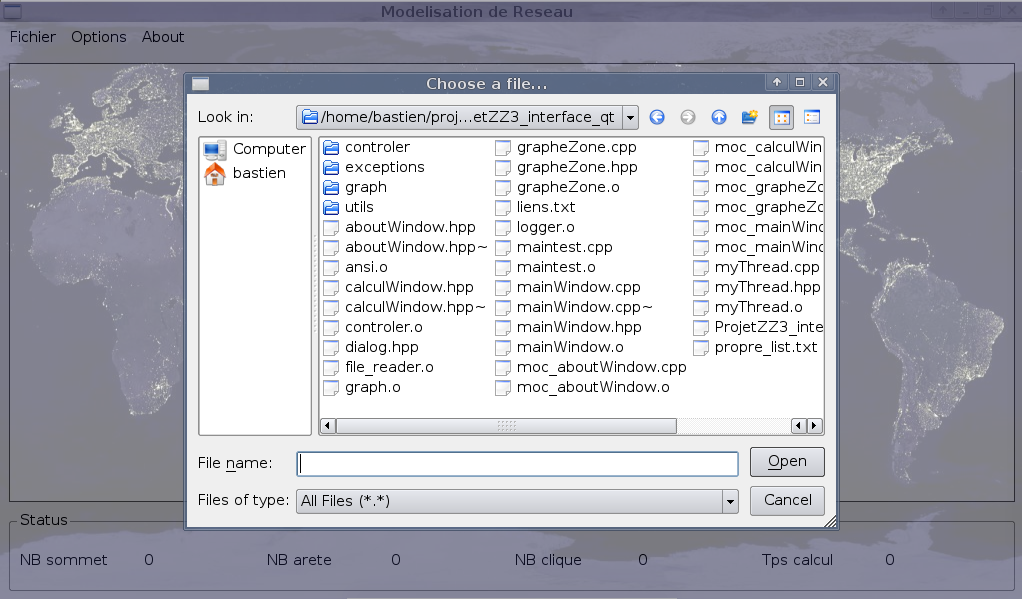 Modelisation de Reseau
Fichier Options About
Choose a file...
Look in: /home/bastien/proj...etZZ3_interface_qt
Computer
bastien
controler
exceptions
graph
utils
aboutWindow.hpp
aboutWindow.hpp~
ansi.o
calculWindow.hpp
calculWindow.hpp~
controler.o
dialog.hpp
file_reader.o
graph.o
grapheZone.cpp
grapheZone.hpp
grapheZone.o
liens.txt
logger.o
maintest.cpp
maintest.o
mainWindow.cpp
mainWindow.cpp~
mainWindow.hpp
mainWindow.o
moc_aboutWindow.cpp
moc_aboutWindow.o
moc_calculWin
moc_calculWin
moc_grapheZo
moc_grapheZo
moc_mainWind
moc_mainWind
myThread.cpp
myThread.hpp
myThread.o
ProjetZZ3_inte
propre_list.txt
File name: Open
Files of type: All Files (*.*) Cancel
Status
NB sommet 0 NB arete 0 NB clique 0 Tps calcul 0